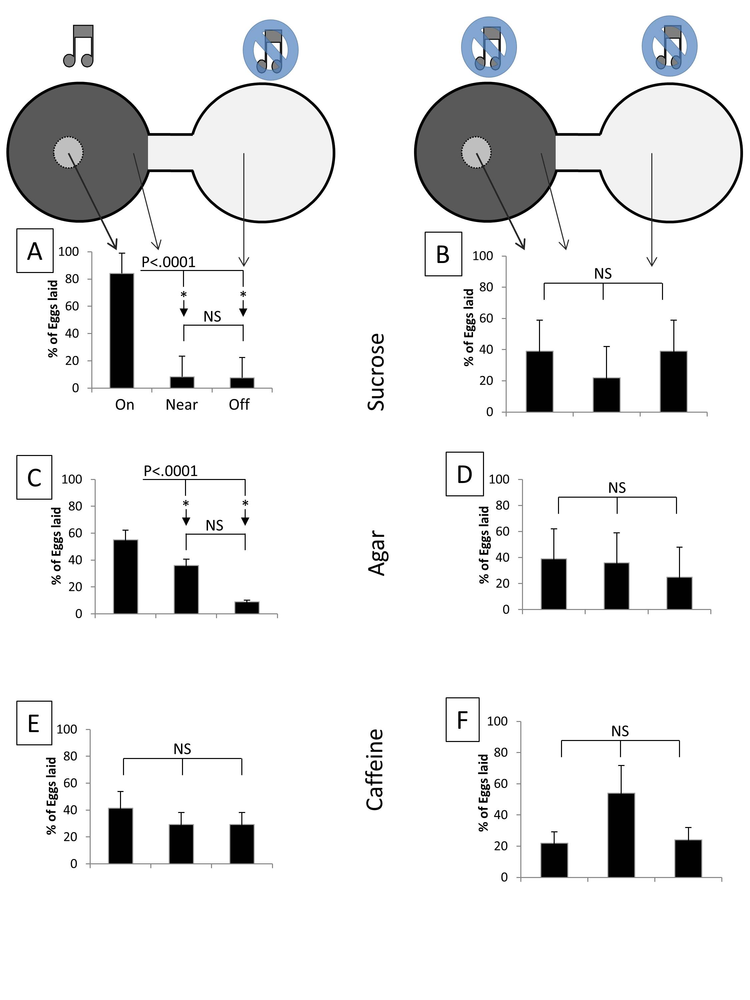 A
100
80
60
40
20
0
% of Eggs laid
P<.0001
*
*
NS
On
Near
Off
Sucrose
B
100
80
60
40
20
0
% of Eggs laid
NS
C
100
80
60
40
20
0
% of Eggs laid
P<.0001
*
*
NS
Agar
D
100
80
60
40
20
0
% of Eggs laid
NS
E
100
80
60
40
20
0
% of Eggs laid
NS
Caffeine
F
100
80
60
40
20
0
% of Eggs laid
NS